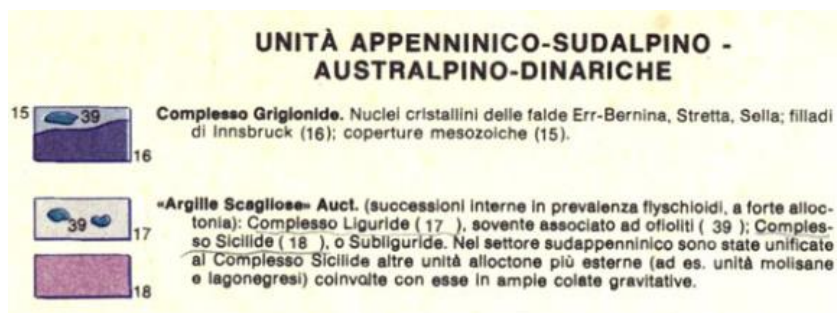 UNITÀ APPENNINICO-SUDALPINO -
AUSTRALPINO-DINARICHE
15 39 Complesso Grigionide. Nuclei cristallini delle falde Err-Bernina, Stretta, Sella; filladi
di Innsbruck (16); coperture mesozoiche (15).
16
«Argille Scagliose» Auct. (successioni interne in prevalenza flyschioidi, a forte alloc-
39 tonia): Complesso Liguride ( 17 ), sovente associato ad ofioliti ( 39 ); Comples-
17 so Sicilide ( 18 ), o Subliguride. Nel settore sudappenninico sono state unificate
al Complesso Sicilide altre unità alloctone più esterne (ad es. unità molisane
18 e lagonegresi) coinvolte con esse in ample colate gravitative.